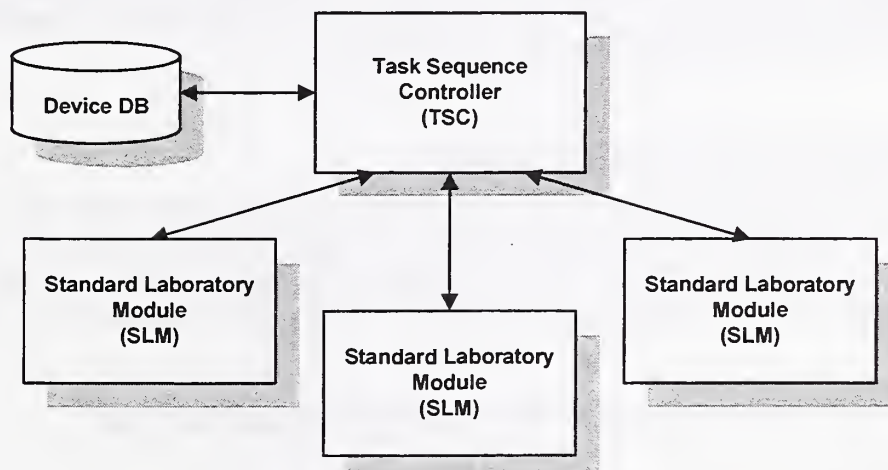 Device DB
Task Sequence
Controller
(TSC)
Standard Laboratory
Module
(SLM)
Standard Laboratory
Module
(SLM)
Standard Laboratory
Module
(SLM)